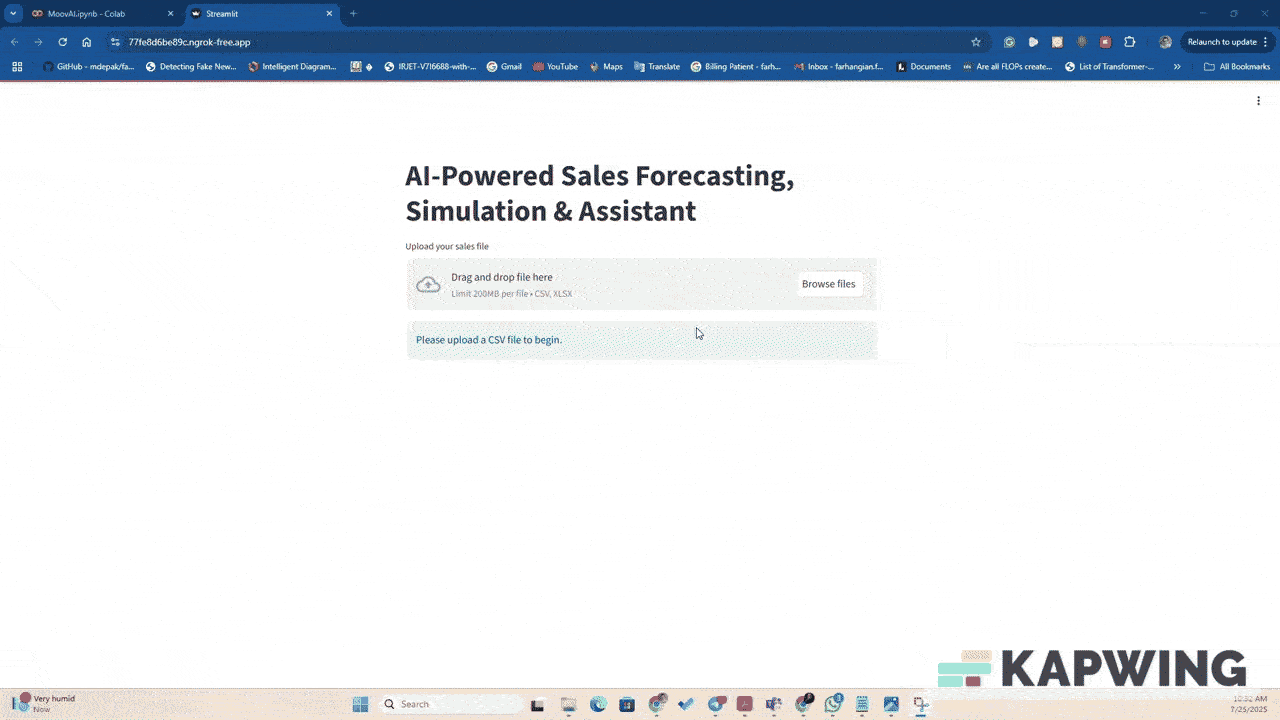 MoovAI.ipynb - Colab
Streamlit
77fe8d6be89c.ngrok-free.app
Relaunch to update
GitHub - mdepak/fa...
Detecting Fake New...
Intelligent Diagram...
IRJET-V7I6688-with-...
Gmail
YouTube
Maps
Translate
Billing Patient - farh...
Inbox - farhangian.f...
Documents
Are all FLOPs create...
List of Transformer-...
All Bookmarks
AI-Powered Sales Forecasting,
Simulation & Assistant
Upload your sales file
Drag and drop file here
Limit 200MB per file • CSV, XLSX
Browse files
Please upload a CSV file to begin.
KAPWING
Very humid
Now
Search
7/25/2025